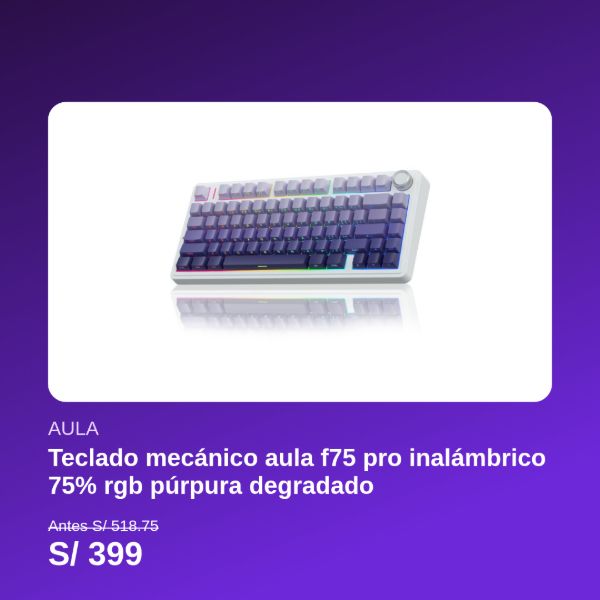 AULA
Teclado mecánico aula f75 pro inalámbrico
75% rgb púrpura degradado
Antes S/ 518.75
S/ 399